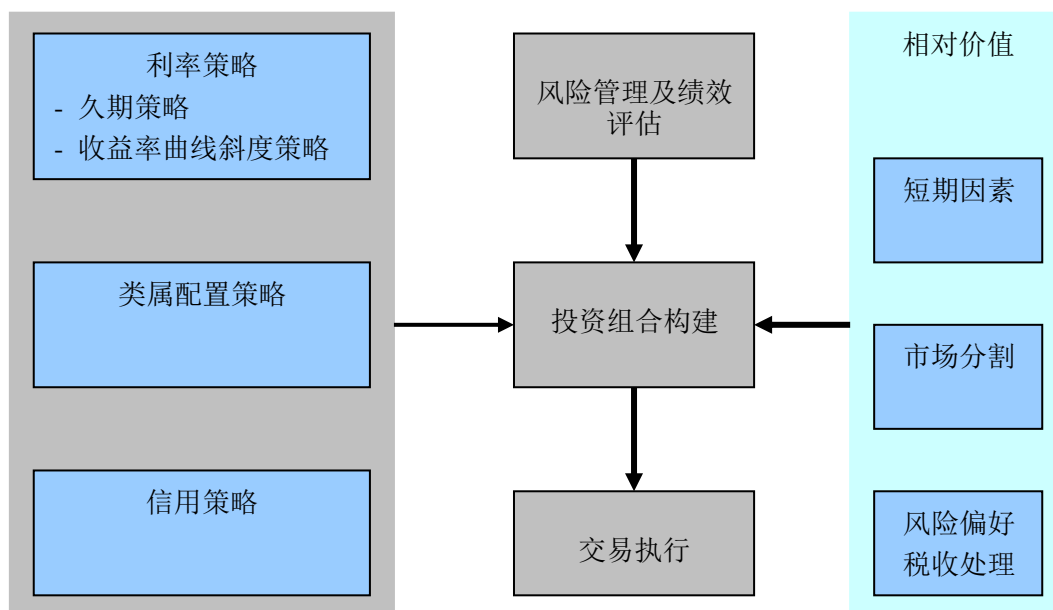 利率策略
- 久期策略
- 收益率曲线斜度策略
类属配置策略
信用策略
风险管理及绩效
评估
投资组合构建
交易执行
相对价值
短期因素
市场分割
风险偏好
税收处理